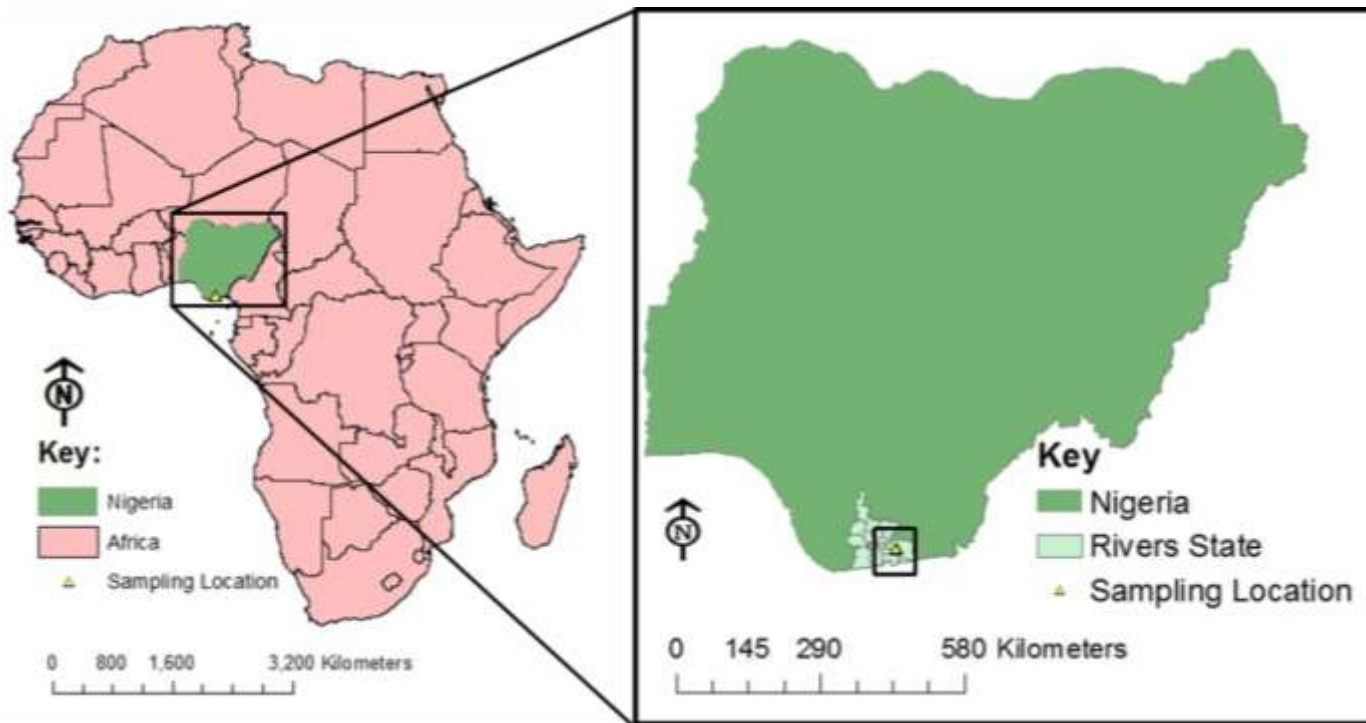 N
Key:
Nigeria
Africa
Sampling Location
0 800 1,600 3,200 Kilometers
N
Key
Nigeria
Rivers State
Sampling Location
0 145 290 580 Kilometers